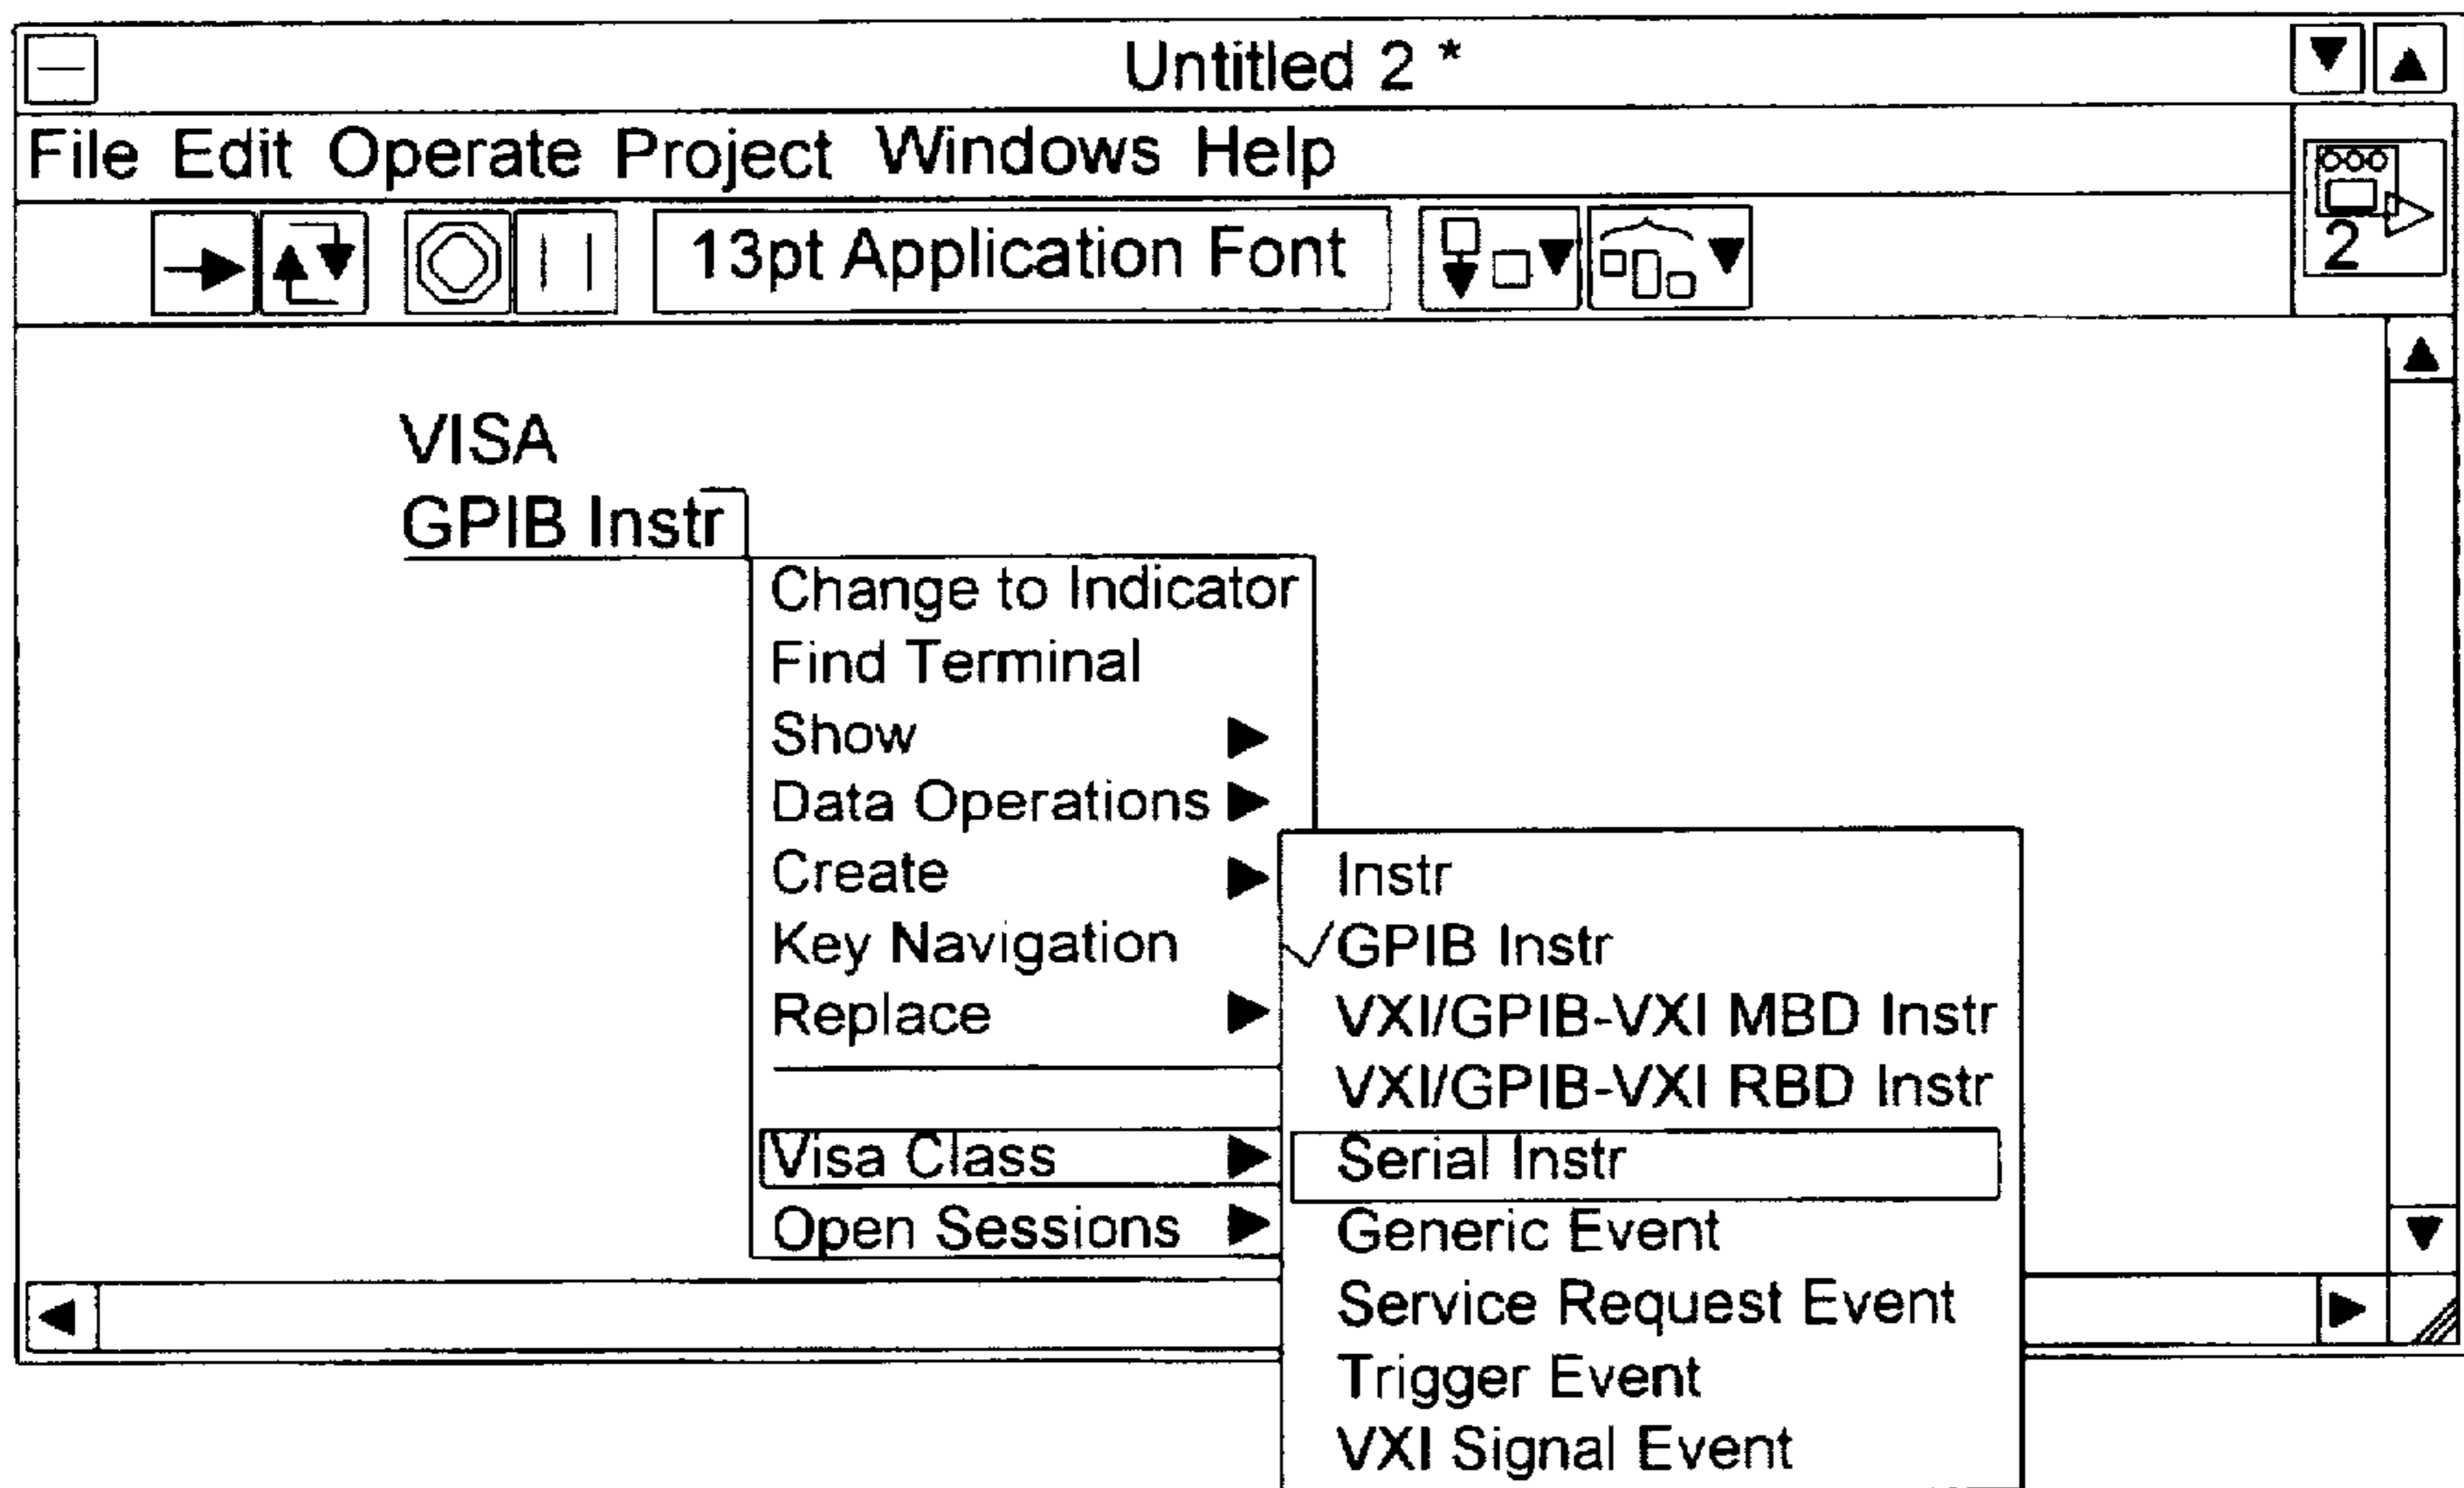 Untitled 2 *
File Edit Operate Project Windows Help
2
13pt Application Font
VISA
GPIB Instr
Change to Indicator
Find Terminal
Show
Data Operations
Create
Key Navigation
Replace
Visa Class
Open Sessions
Instr
GPIB Instr
VXI/GPIB-VXI MBD Instr
VXI/GPIB-VXI RBD Instr
Serial Instr
Generic Event
Service Request Event
Trigger Event
VXI Signal Event